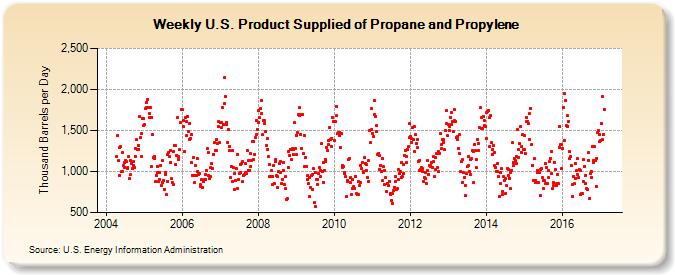 Weekly U.S. Product Supplied of Propane and Propylene
Thousand Barrels per Day
2,500
2,000
1,500
1,000
500
2004 2006 2008 2010 2012 2014 2016
Source: U.S. Energy Information Administration